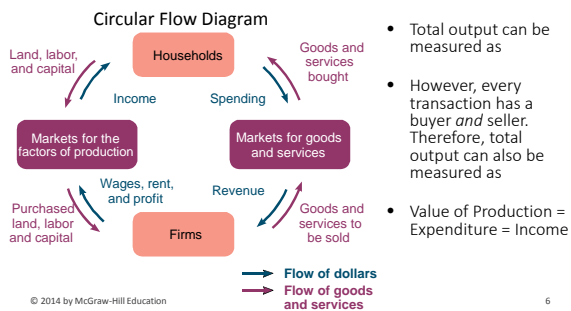 Circular Flow Diagram
Land, labor,
and capital
Households
Goods and
services
bought
Income
Spending
Markets for the
factors of production
Markets for goods
and services
Wages, rent,
and profit
Revenue
Purchased
land, labor
and capital
Firms
Goods and
services to
be sold
Flow of dollars
Flow of goods
and services
• Total output can be
measured as
• However, every
transaction has a
buyer and seller.
Therefore, total
output can also be
measured as
• Value of Production =
Expenditure = Income
© 2014 by McGraw-Hill Education
6